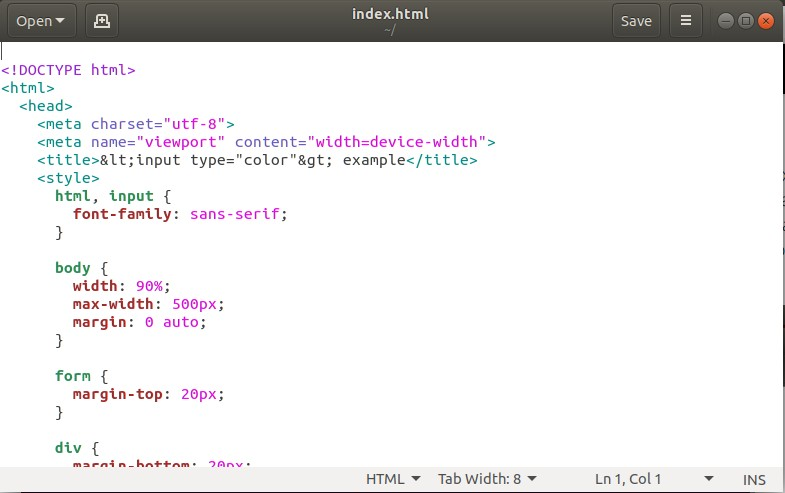 Open
index.html
~/
Save
<!DOCTYPE html>
<html>
  <head>
    <meta charset="utf-8">
    <meta name="viewport" content="width=device-width">
    <title>&lt;input type="color"&gt; example</title>
    <style>
      html, input {
        font-family: sans-serif;
      }
      body {
        width: 90%;
        max-width: 500px;
        margin: 0 auto;
      }
      form {
        margin-top: 20px;
      }
      div {
        margin-bottom: 20px;
HTML
Tab Width: 8
Ln 1, Col 1
INS